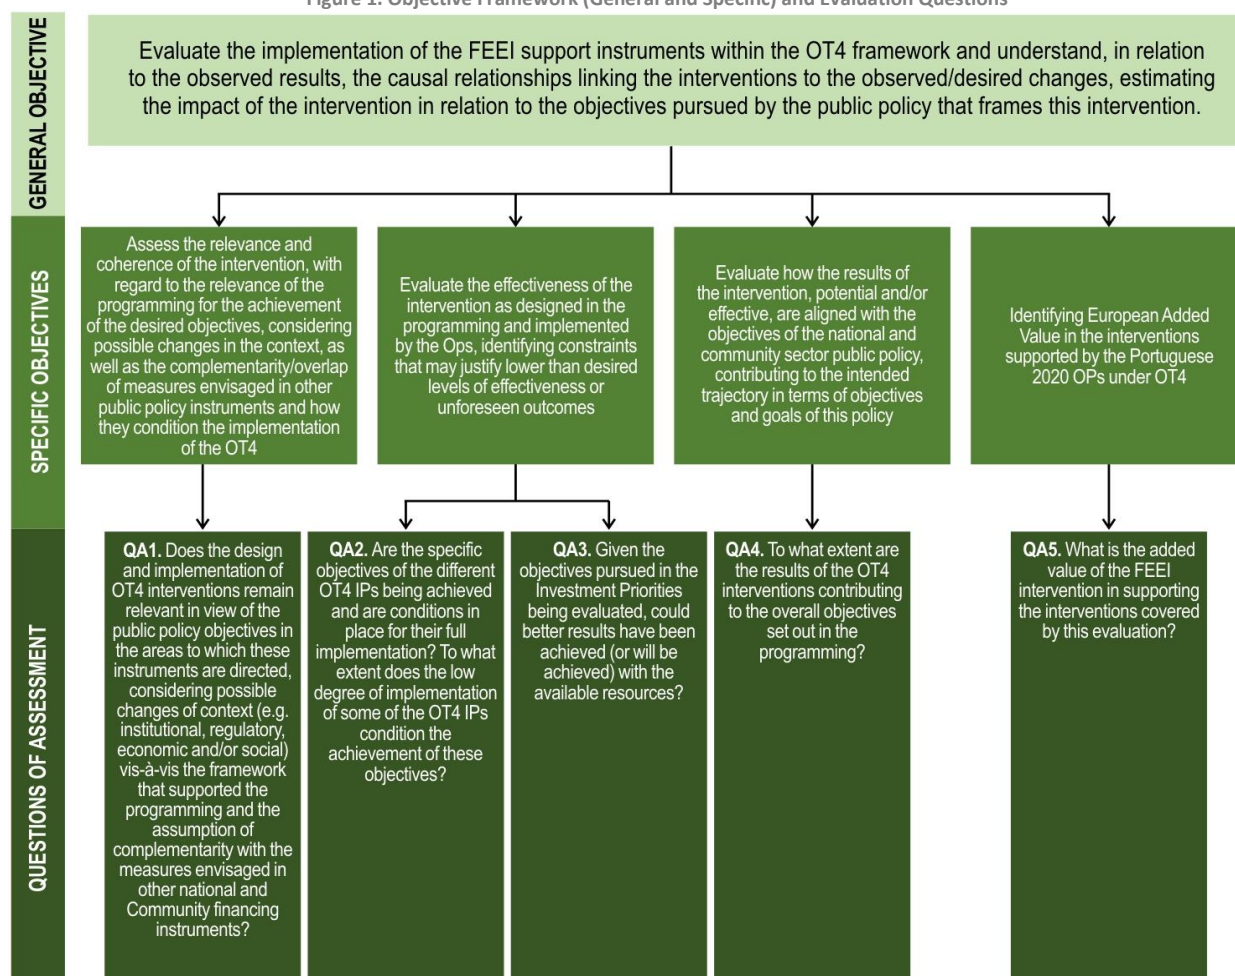 Figure 1. Objective Framework (General and Specific) and Evaluation Questions
GENERAL OBJECTIVE
Evaluate the implementation of the FEEI support instruments within the OT4 framework and understand, in relation
to the observed results, the causal relationships linking the interventions to the observed/desired changes, estimating
the impact of the intervention in relation to the objectives pursued by the public policy that frames this intervention.
SPECIFIC OBJECTIVES
Assess the relevance and
coherence of the intervention, with
regard to the relevance of the
programming for the achievement
of the desired objectives, considering
possible changes in the context, as
well as the complementarity/overlap
of measures envisaged in other
public policy instruments and how
they condition the implementation
of the OT4
Evaluate the effectiveness of the
intervention as designed in the
programming and implemented
by the Ops, identifying constraints
that may justify lower than desired
levels of effectiveness or
unforeseen outcomes
Evaluate how the results of
the intervention, potential and/or
effective, are aligned with the
objectives of the national and
community sector public policy,
contributing to the intended
trajectory in terms of objectives
and goals of this policy
Identifying European Added
Value in the interventions
supported by the Portuguese
2020 OPs under OT4
QUESTIONS OF ASSESSMENT
QA1. Does the design
and implementation of
OT4 interventions remain
relevant in view of the
public policy objectives in
the areas to which these
instruments are directed,
considering possible
changes of context (e.g.
institutional, regulatory,
economic and/or social)
vis-à-vis the framework
that supported the
programming and the
assumption of
complementarity with the
measures envisaged in
other national and
Community financing
instruments?
QA2. Are the specific
objectives of the different
OT4 IPs being achieved
and are conditions in
place for their full
implementation? To what
extent does the low
degree of implementation
of some of the OT4 IPs
condition the
achievement of these
objectives?
QA3. Given the
objectives pursued in the
Investment Priorities
being evaluated, could
better results have been
achieved (or will be
achieved) with the
available resources?
QA4. To what extent are
the results of the OT4
interventions contributing
to the overall objectives
set out in the
programming?
QA5. What is the added
value of the FEEI
intervention in supporting
the interventions covered
by this evaluation?